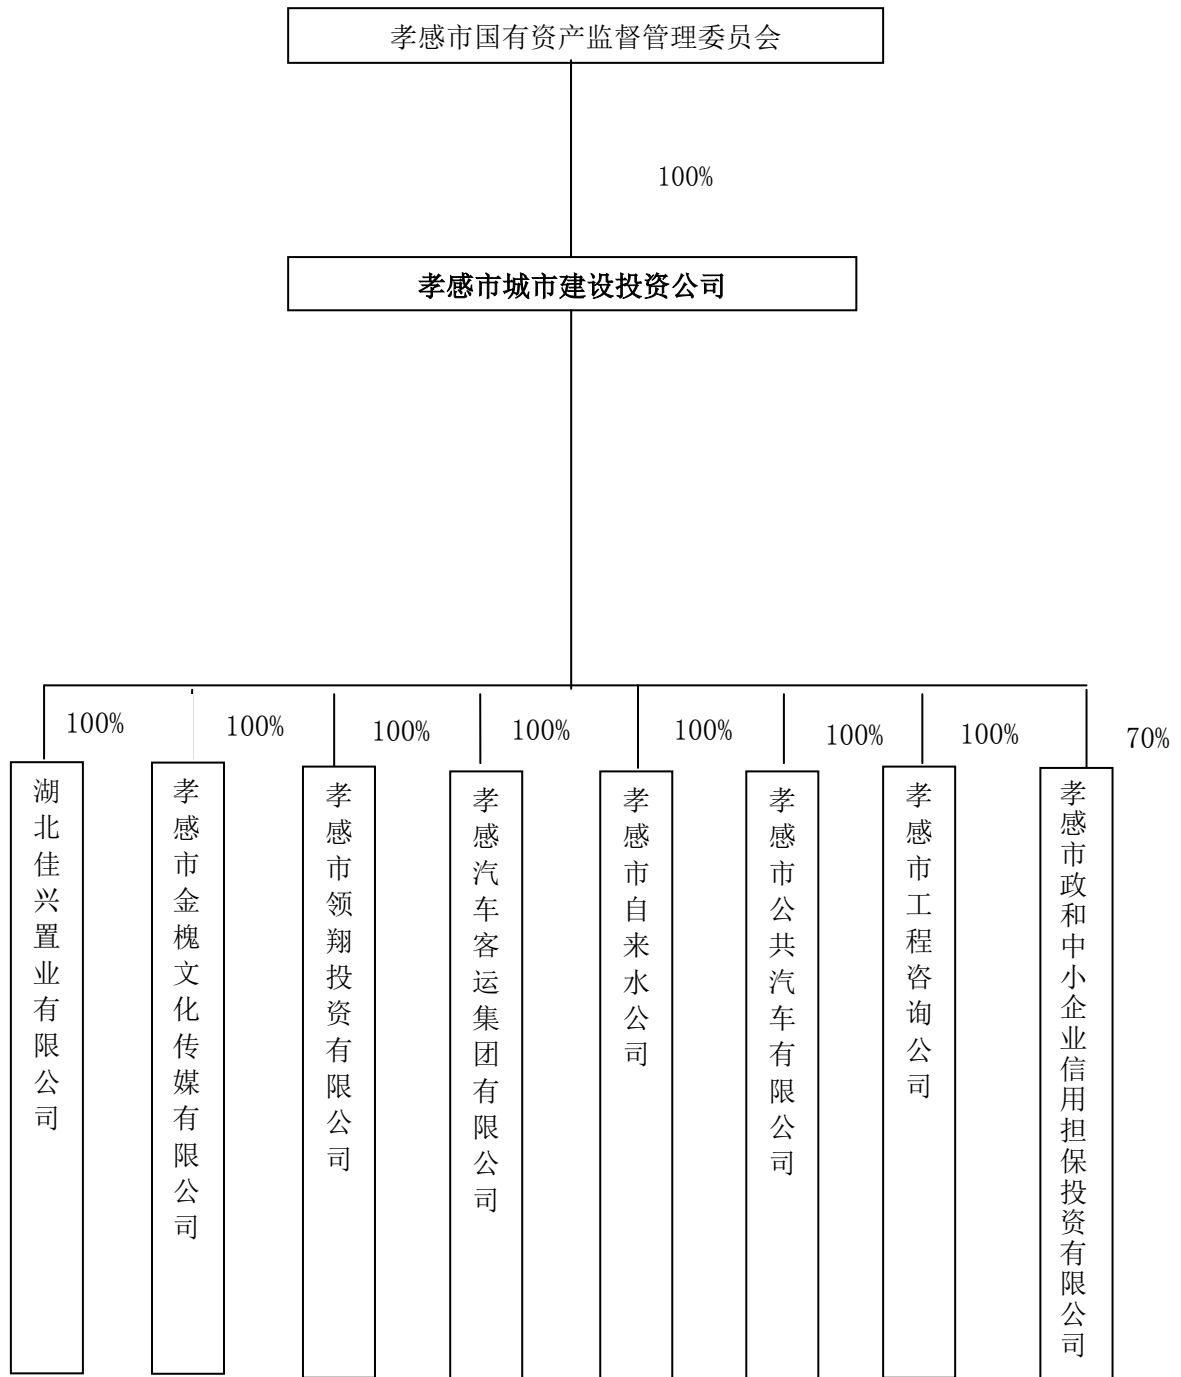 孝感市国有资产监督管理委员会
100%
孝感市城市建设投资公司
100%
100%
100%
100%
100%
100%
100%
70%
湖北佳兴置业有限公司
孝感市金槐文化传媒有限公司
孝感市领翔投资有限公司
孝感汽车客运集团有限公司
孝感市自来水公司
孝感市公共汽车有限公司
孝感市工程咨询公司
孝感市政和中小企业信用担保投资有限公司